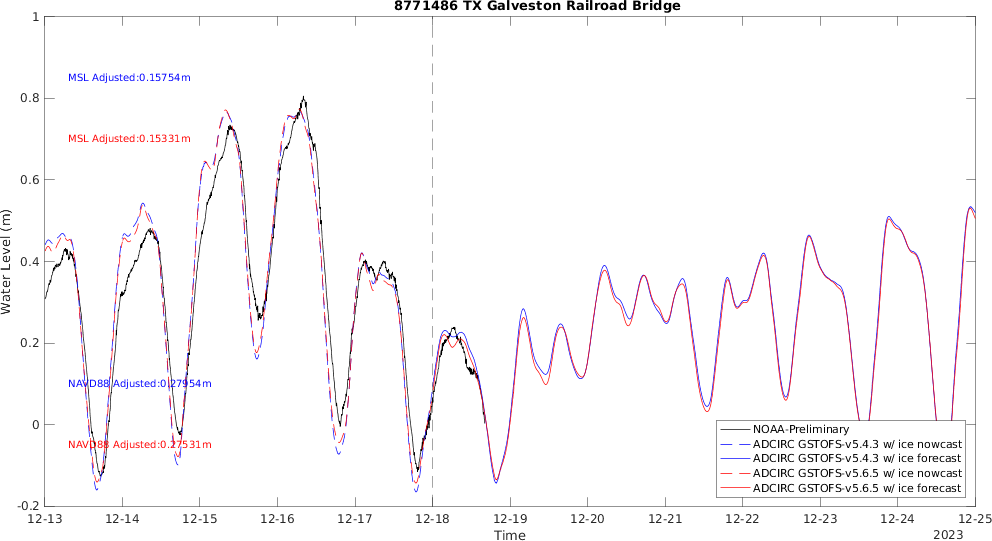 8771486 TX Galveston Railroad Bridge
Water Level (m)
1
0.8
0.6
0.4
0.2
0
-0.2
MSL Adjusted:0.15754m
MSL Adjusted:0.15331m
NAVD88 Adjusted:0.27954m
NAVD88 Adjusted:0.27531m
NOAA-Preliminary
ADCIRC GSTOFS-v5.4.3 w/ ice nowcast
ADCIRC GSTOFS-v5.4.3 w/ ice forecast
ADCIRC GSTOFS-v5.6.5 w/ ice nowcast
ADCIRC GSTOFS-v5.6.5 w/ ice forecast
12-13 12-14 12-15 12-16 12-17 12-18 12-19 12-20 12-21 12-22 12-23 12-24 12-25
Time
2023